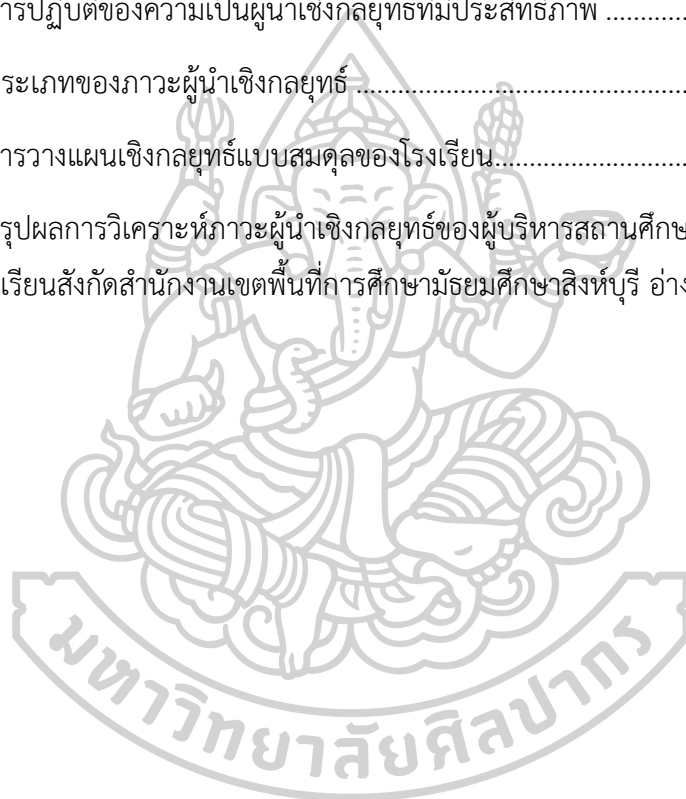 ารปฏิบัติของความเป็นผู้นำเชิงกลยุทธ์ที่มีประสิทธิภาพ ..............
ระเภทของภาวะผู้นำเชิงกลยุทธ์ ..................................................
ารวางแผนเชิงกลยุทธ์แบบสมดุลของโรงเรียน.............................
รุปผลการวิเคราะห์ภาวะผู้นำเชิงกลยุทธ์ของผู้บริหารสถานศึกษ
เรียนสังกัดสำนักงานเขตพื้นที่การศึกษามัธยมศึกษาสิงห์บุรี อ่าง
มหาวิทยาลัยศิลปากร